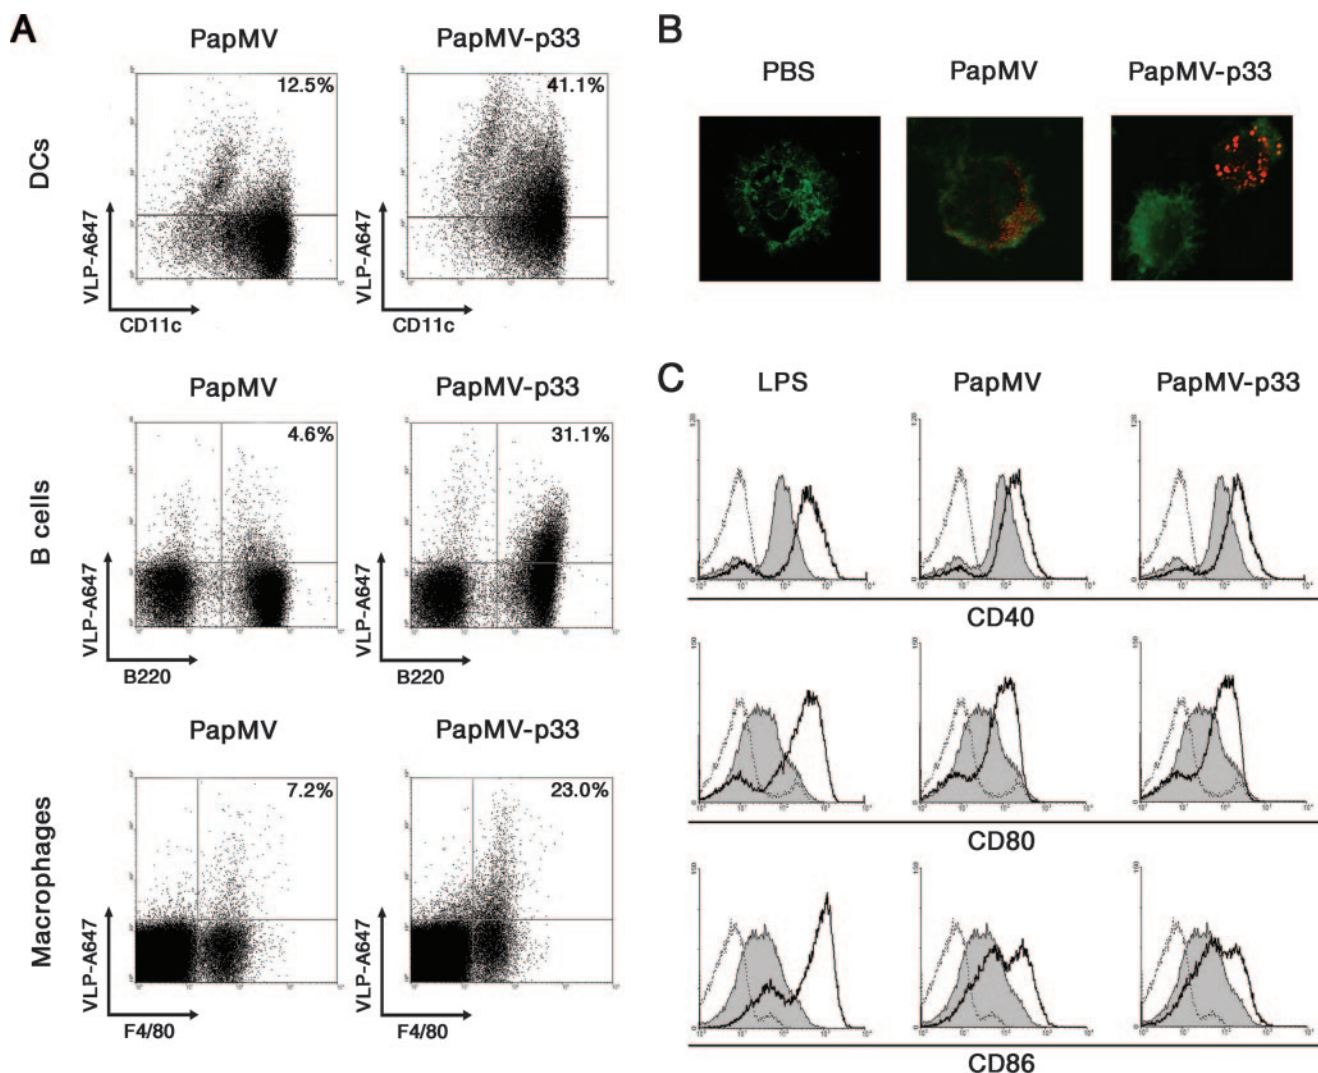 A
PapMV
PapMV-p33
DCs
12.5%
41.1%
VLP-A647
CD11c
VLP-A647
CD11c
PapMV
PapMV-p33
B cells
4.6%
31.1%
VLP-A647
B220
VLP-A647
B220
PapMV
PapMV-p33
Macrophages
7.2%
23.0%
VLP-A647
F4/80
VLP-A647
F4/80
B
PBS
PapMV
PapMV-p33
C
LPS
PapMV
PapMV-p33
CD40
CD80
CD86